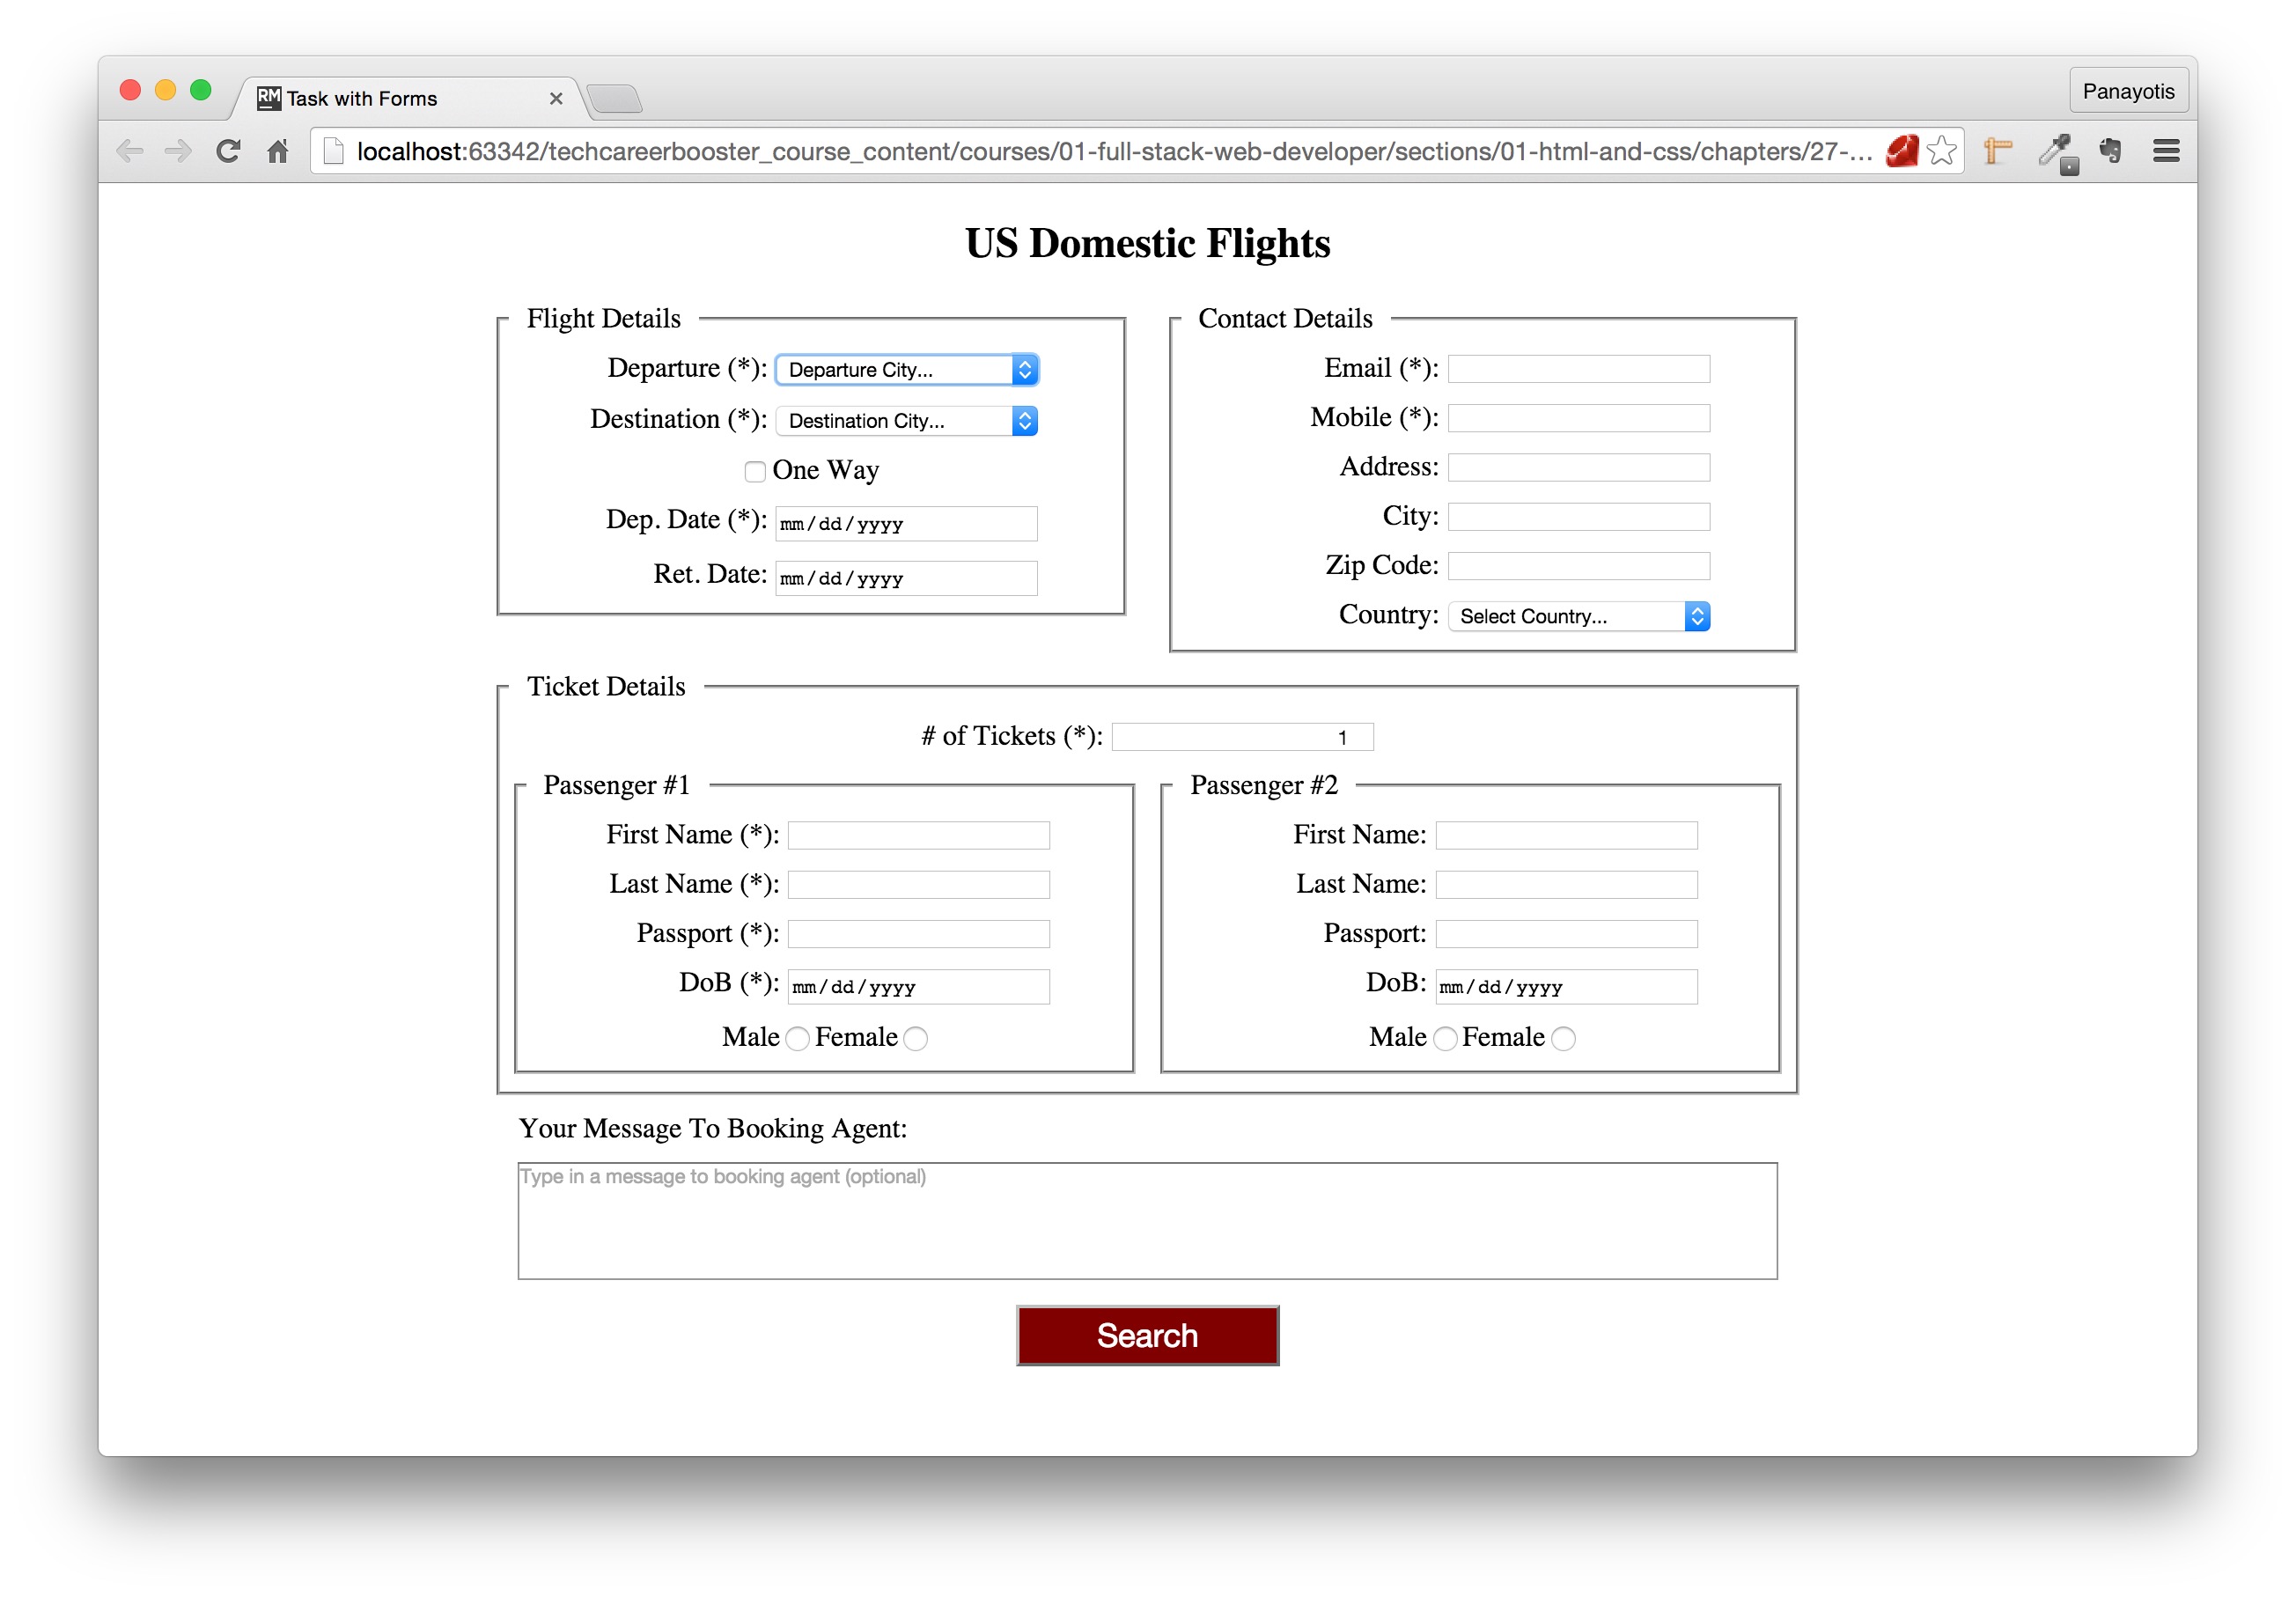 RM Task with Forms
Panayotis
localhost:63342/techcareerbooster_course_content/courses/01-full-stack-web-developer/sections/01-html-and-css/chapters/27-...
US Domestic Flights
Flight Details
Departure (*): Departure City...
Destination (*): Destination City...
One Way
Dep. Date (*): mm/dd/yyyy
Ret. Date: mm/dd/yyyy
Contact Details
Email (*):
Mobile (*):
Address:
City:
Zip Code:
Country: Select Country...
Ticket Details
# of Tickets (*): 1
Passenger #1
First Name (*):
Last Name (*):
Passport (*):
DoB (*): mm/dd/yyyy
Male Female
Passenger #2
First Name:
Last Name:
Passport:
DoB: mm/dd/yyyy
Male Female
Your Message To Booking Agent:
Type in a message to booking agent (optional)
Search